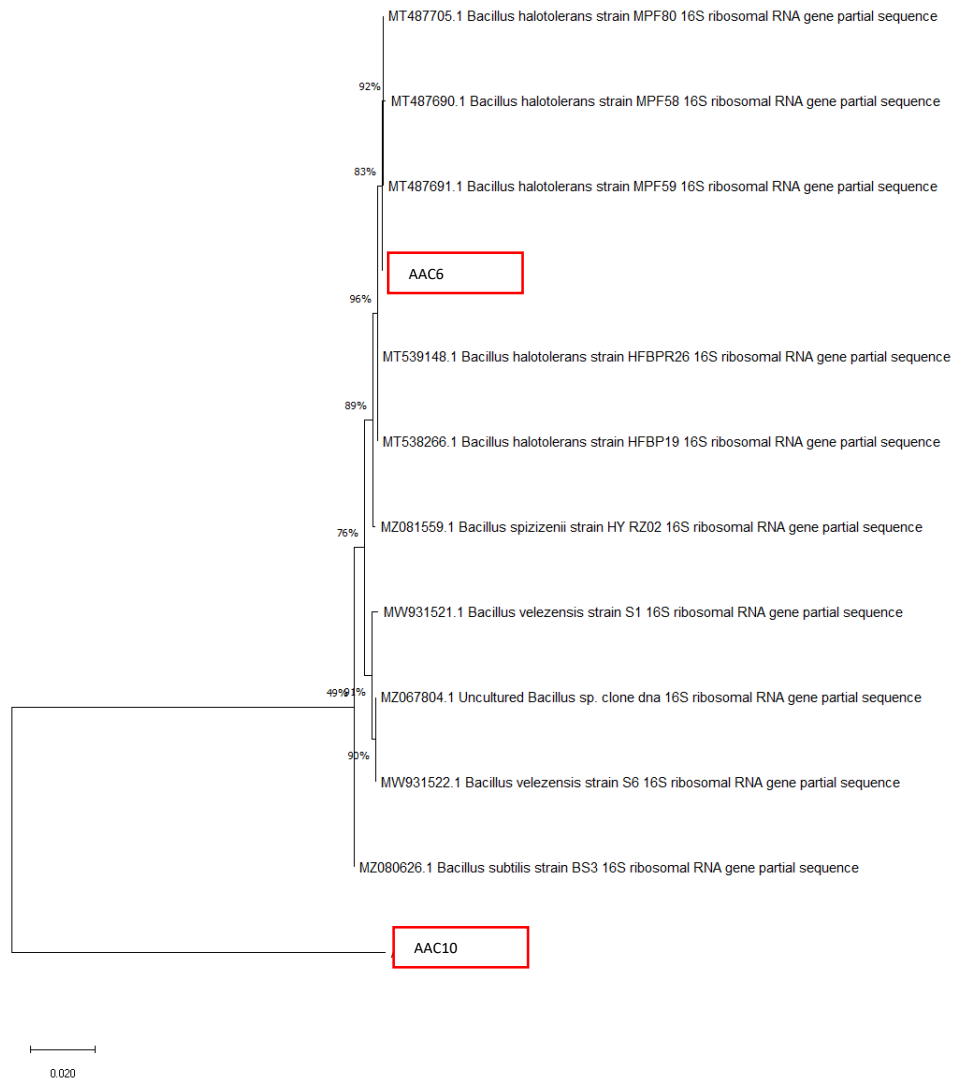 MT487705.1 Bacillus halotolerans strain MPF80 16S ribosomal RNA gene partial sequence
92%
MT487690.1 Bacillus halotolerans strain MPF58 16S ribosomal RNA gene partial sequence
83%
MT487691.1 Bacillus halotolerans strain MPF59 16S ribosomal RNA gene partial sequence
AAC6
96%
MT539148.1 Bacillus halotolerans strain HFBPR26 16S ribosomal RNA gene partial sequence
89%
MT538266.1 Bacillus halotolerans strain HFBP19 16S ribosomal RNA gene partial sequence
MZ081559.1 Bacillus spizizenii strain HY RZ02 16S ribosomal RNA gene partial sequence
76%
MW931521.1 Bacillus velezensis strain S1 16S ribosomal RNA gene partial sequence
49% 91%
MZ067804.1 Uncultured Bacillus sp. clone dna 16S ribosomal RNA gene partial sequence
90%
MW931522.1 Bacillus velezensis strain S6 16S ribosomal RNA gene partial sequence
MZ080626.1 Bacillus subtilis strain BS3 16S ribosomal RNA gene partial sequence
AAC10
0.020